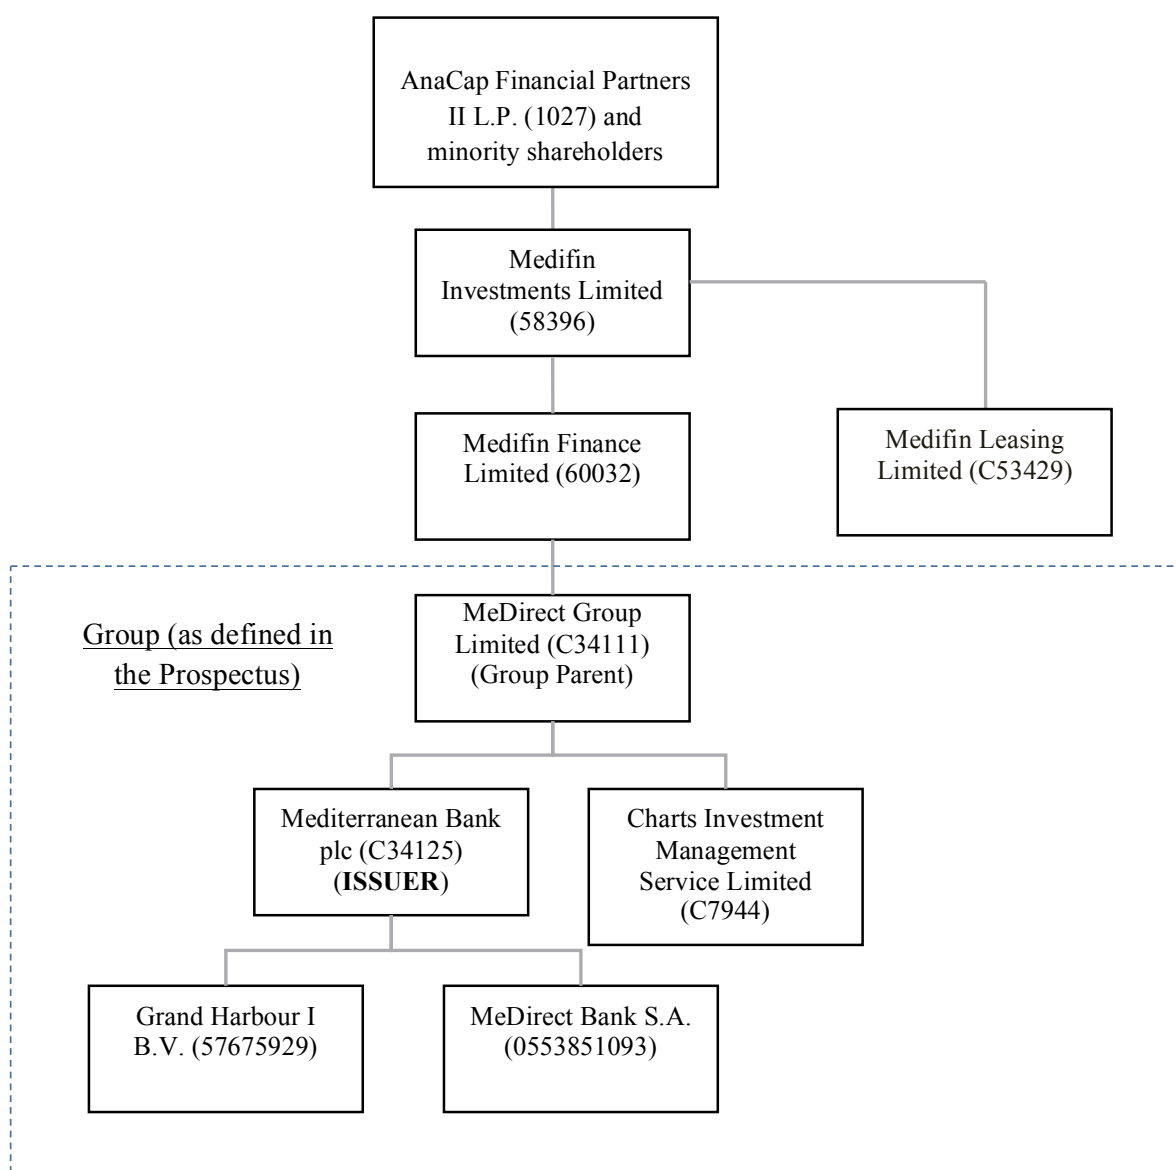 AnaCap Financial Partners
II L.P. (1027) and
minority shareholders
Medifin
Investments Limited
(58396)
Medifin Finance
Limited (60032)
Medifin Leasing
Limited (C53429)
Group (as defined in
the Prospectus)
MeDirect Group
Limited (C34111)
(Group Parent)
Mediterranean Bank
plc (C34125)
(ISSUER)
Charts Investment
Management
Service Limited
(C7944)
Grand Harbour I
B.V. (57675929)
MeDirect Bank S.A.
(0553851093)